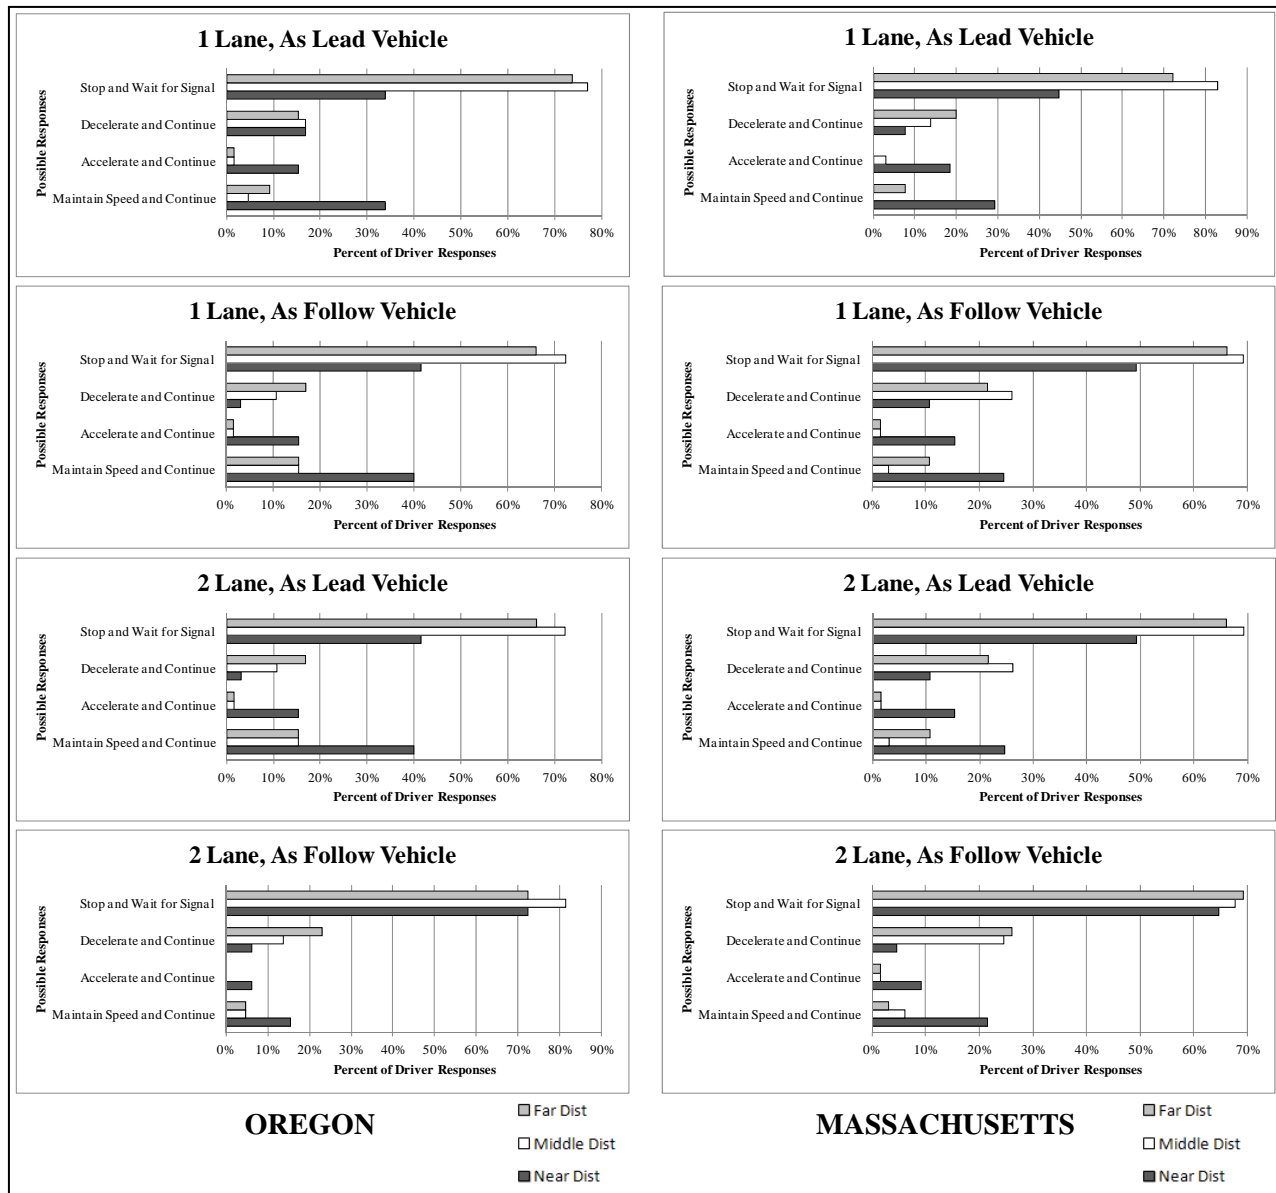 1 Lane, As Lead Vehicle
Possible Responses
Stop and Wait for Signal
Decelerate and Continue
Accelerate and Continue
Maintain Speed and Continue
0% 10% 20% 30% 40% 50% 60% 70% 80%
Percent of Driver Responses
1 Lane, As Lead Vehicle
Possible Responses
Stop and Wait for Signal
Decelerate and Continue
Accelerate and Continue
Maintain Speed and Continue
0% 10% 20% 30% 40% 50% 60% 70% 80% 90%
Percent of Driver Responses
1 Lane, As Follow Vehicle
Possible Responses
Stop and Wait for Signal
Decelerate and Continue
Accelerate and Continue
Maintain Speed and Continue
0% 10% 20% 30% 40% 50% 60% 70% 80%
Percent of Driver Responses
1 Lane, As Follow Vehicle
Possible Responses
Stop and Wait for Signal
Decelerate and Continue
Accelerate and Continue
Maintain Speed and Continue
0% 10% 20% 30% 40% 50% 60% 70%
Percent of Driver Responses
2 Lane, As Lead Vehicle
Possible Responses
Stop and Wait for Signal
Decelerate and Continue
Accelerate and Continue
Maintain Speed and Continue
0% 10% 20% 30% 40% 50% 60% 70% 80%
Percent of Driver Responses
2 Lane, As Lead Vehicle
Possible Responses
Stop and Wait for Signal
Decelerate and Continue
Accelerate and Continue
Maintain Speed and Continue
0% 10% 20% 30% 40% 50% 60% 70%
Percent of Driver Responses
2 Lane, As Follow Vehicle
Possible Responses
Stop and Wait for Signal
Decelerate and Continue
Accelerate and Continue
Maintain Speed and Continue
0% 10% 20% 30% 40% 50% 60% 70% 80% 90%
Percent of Driver Responses
2 Lane, As Follow Vehicle
Possible Responses
Stop and Wait for Signal
Decelerate and Continue
Accelerate and Continue
Maintain Speed and Continue
0% 10% 20% 30% 40% 50% 60% 70%
Percent of Driver Responses
OREGON
Far Dist
Middle Dist
Near Dist
MASSACHUSETTS
Far Dist
Middle Dist
Near Dist